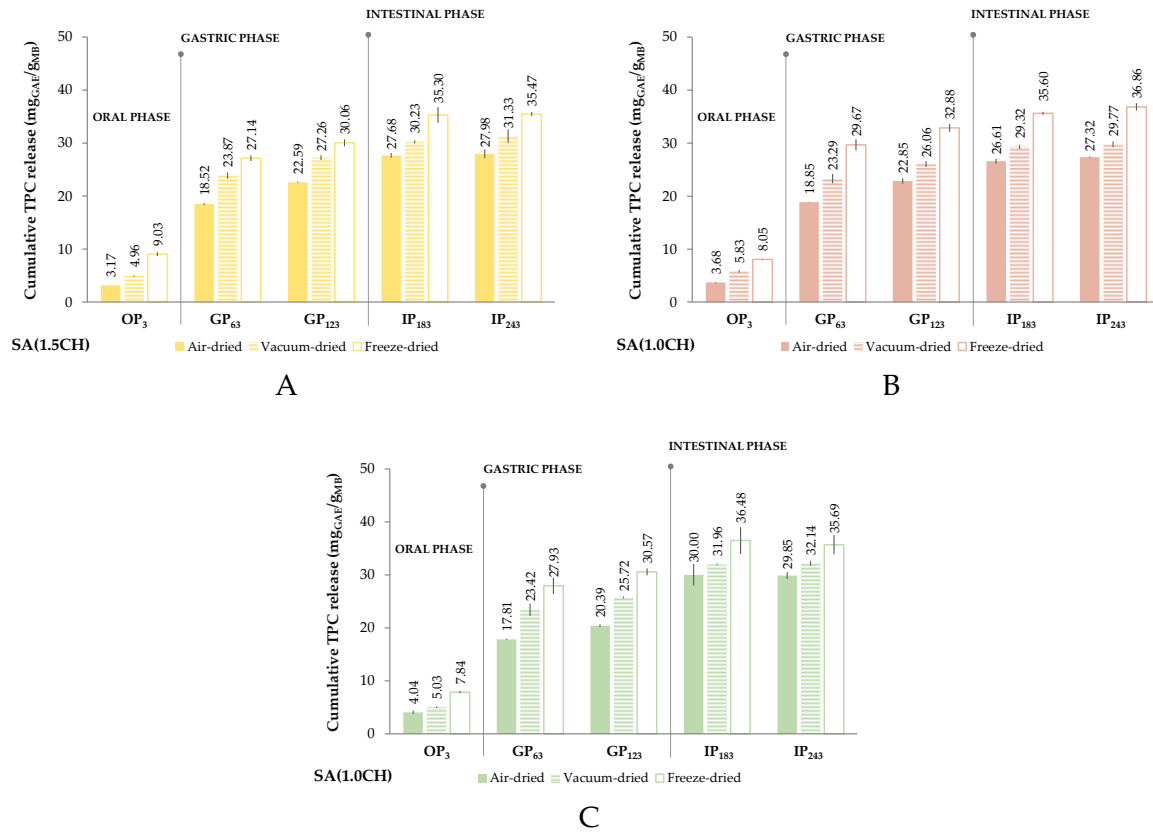 INTESTINAL PHASE
GASTRIC PHASE
ORAL PHASE
Cumulative TPC release (mgGAE/gMB)
50
40
30
20
10
0
3.17 4.96 9.03
18.52 23.87 27.14
22.59 27.26 30.06
27.68 30.23 35.30
27.98 31.33 35.47
OP3 GP63 GP123 IP183 IP243
SA(1.5CH) Air-dried Vacuum-dried Freeze-dried
A
INTESTINAL PHASE
GASTRIC PHASE
ORAL PHASE
Cumulative TPC release (mgGAE/gMB)
50
40
30
20
10
0
3.68 5.83 8.05
18.85 23.29 29.67
22.85 26.06 32.88
26.61 29.32 35.60
27.32 29.77 36.86
OP3 GP63 GP123 IP183 IP243
SA(1.0CH) Air-dried Vacuum-dried Freeze-dried
B
INTESTINAL PHASE
GASTRIC PHASE
ORAL PHASE
Cumulative TPC release (mgGAE/gMB)
50
40
30
20
10
0
4.04 5.03 7.84
17.81 23.42 27.93
20.39 25.72 30.57
30.00 31.96 36.48
29.85 32.14 35.69
OP3 GP63 GP123 IP183 IP243
SA(1.0CH) Air-dried Vacuum-dried Freeze-dried
C